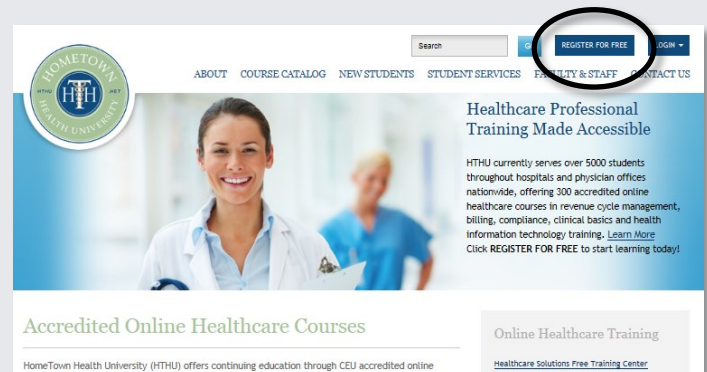 Search
REGISTER FOR FREE
LOGIN
HOMETOWN
HTHU
.NET
HTH
HEALTH UNIVERSITY
ABOUT COURSE CATALOG NEW STUDENTS STUDENT SERVICES FACULTY & STAFF CONTACT US
Healthcare Professional
Training Made Accessible
HTHU currently serves over 5000 students
throughout hospitals and physician offices
nationwide, offering 300 accredited online
healthcare courses in revenue cycle management,
billing, compliance, clinical basics and health
information technology training. Learn More
Click REGISTER FOR FREE to start learning today!
Accredited Online Healthcare Courses
Online Healthcare Training
HomeTown Health University (HTHU) offers continuing education through CEU accredited online
Healthcare Solutions Free Training Center